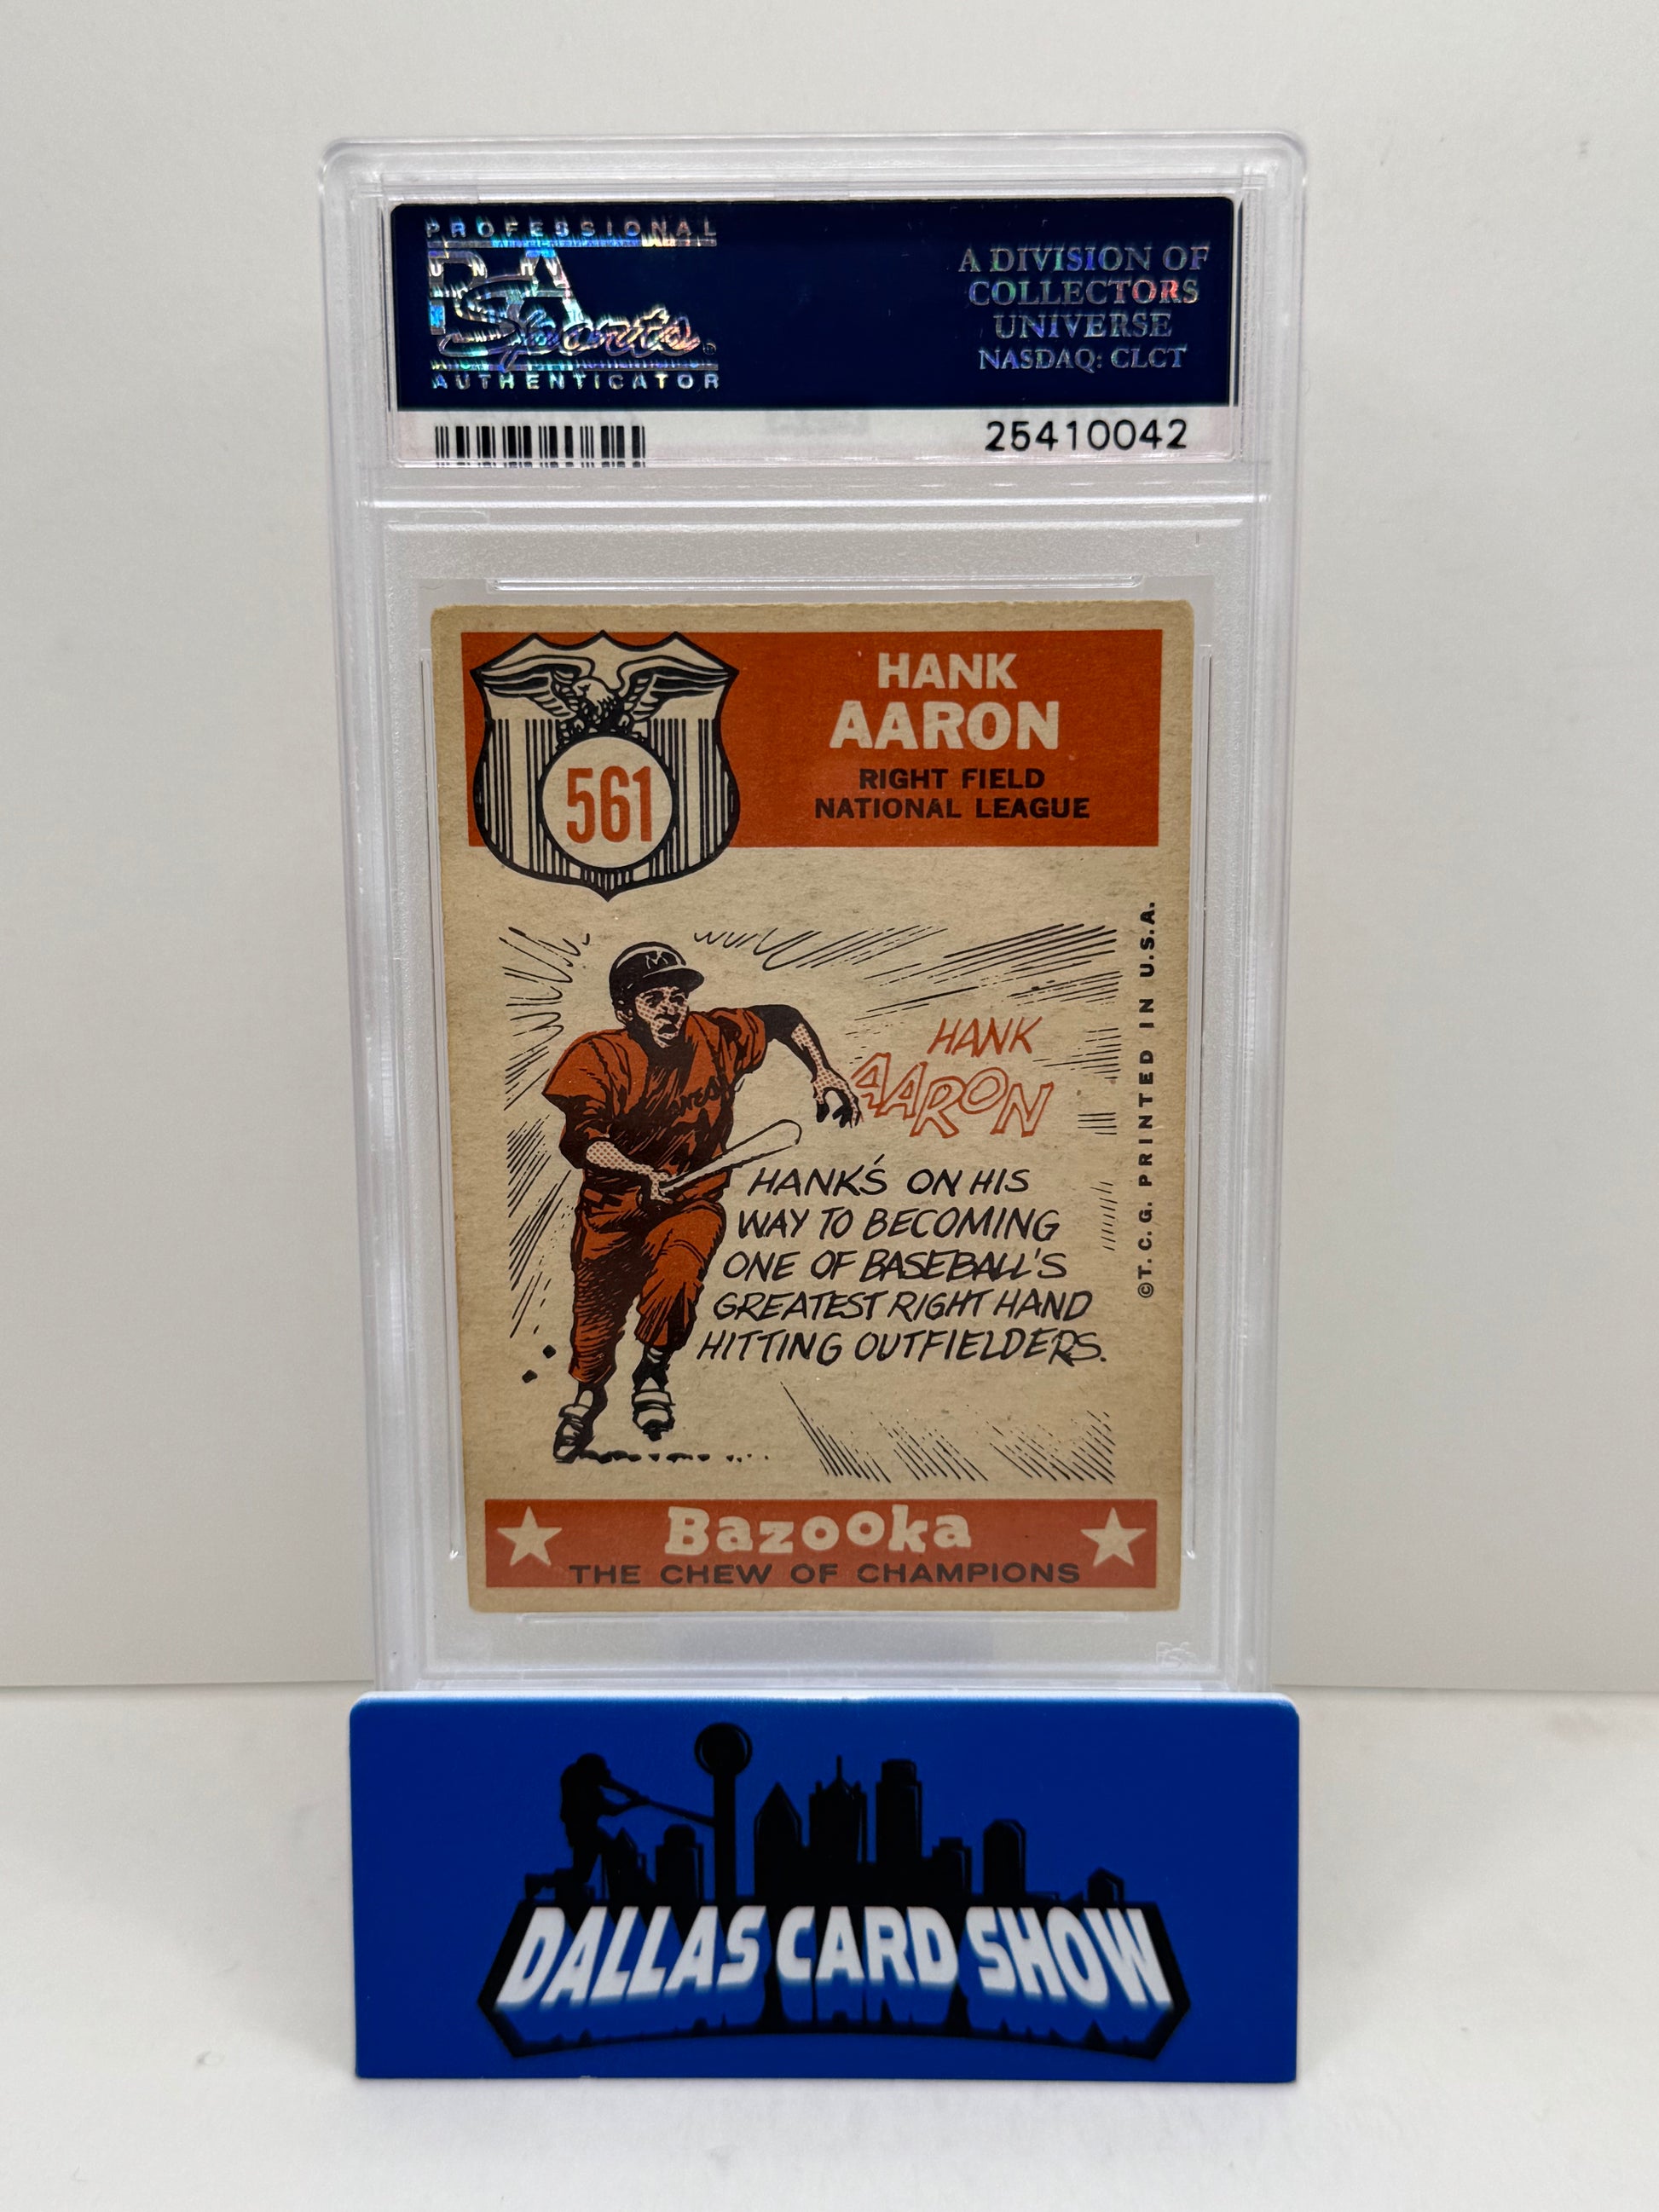 PROFESSIONAL
PSA
Sports
AUTHENTICATOR
A DIVISION OF
COLLECTORS
UNIVERSE
NASDAQ: CLCT
25410042
561
HANK
AARON
RIGHT FIELD
NATIONAL LEAGUE
M
HANK
AARON
HANK'S ON HIS
WAY TO BECOMING
ONE OF BASEBALL'S
GREATEST RIGHT HAND
HITTING OUTFIELDERS.
©T.C.G. PRINTED IN U.S.A.
Bazooka
THE CHEW OF CHAMPIONS
DALLAS CARD SHOW